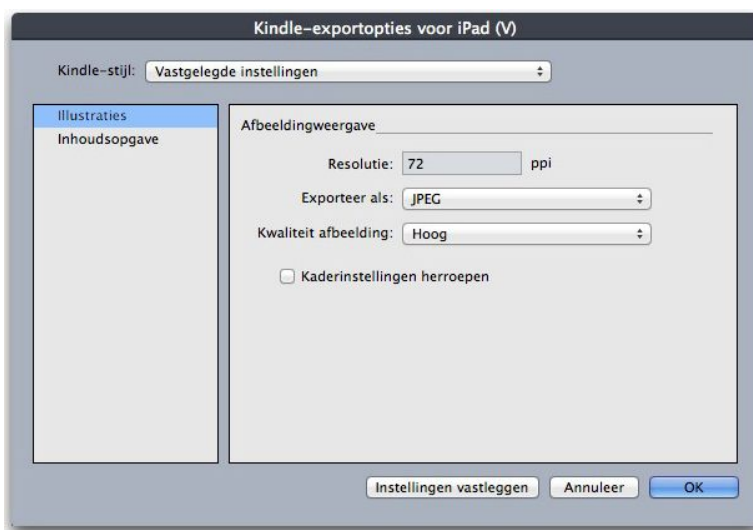 Kindle-exportopties voor iPad (V)
Kindle-stijl: Vastgelegde instellingen
Illustraties
Inhoudsopgave
Afbeeldingweergave
Resolutie: 72 ppi
Exporteer als: JPEG
Kwaliteit afbeelding: Hoog
Kaderinstellingen herroepen
Instellingen vastleggen Annuleer OK